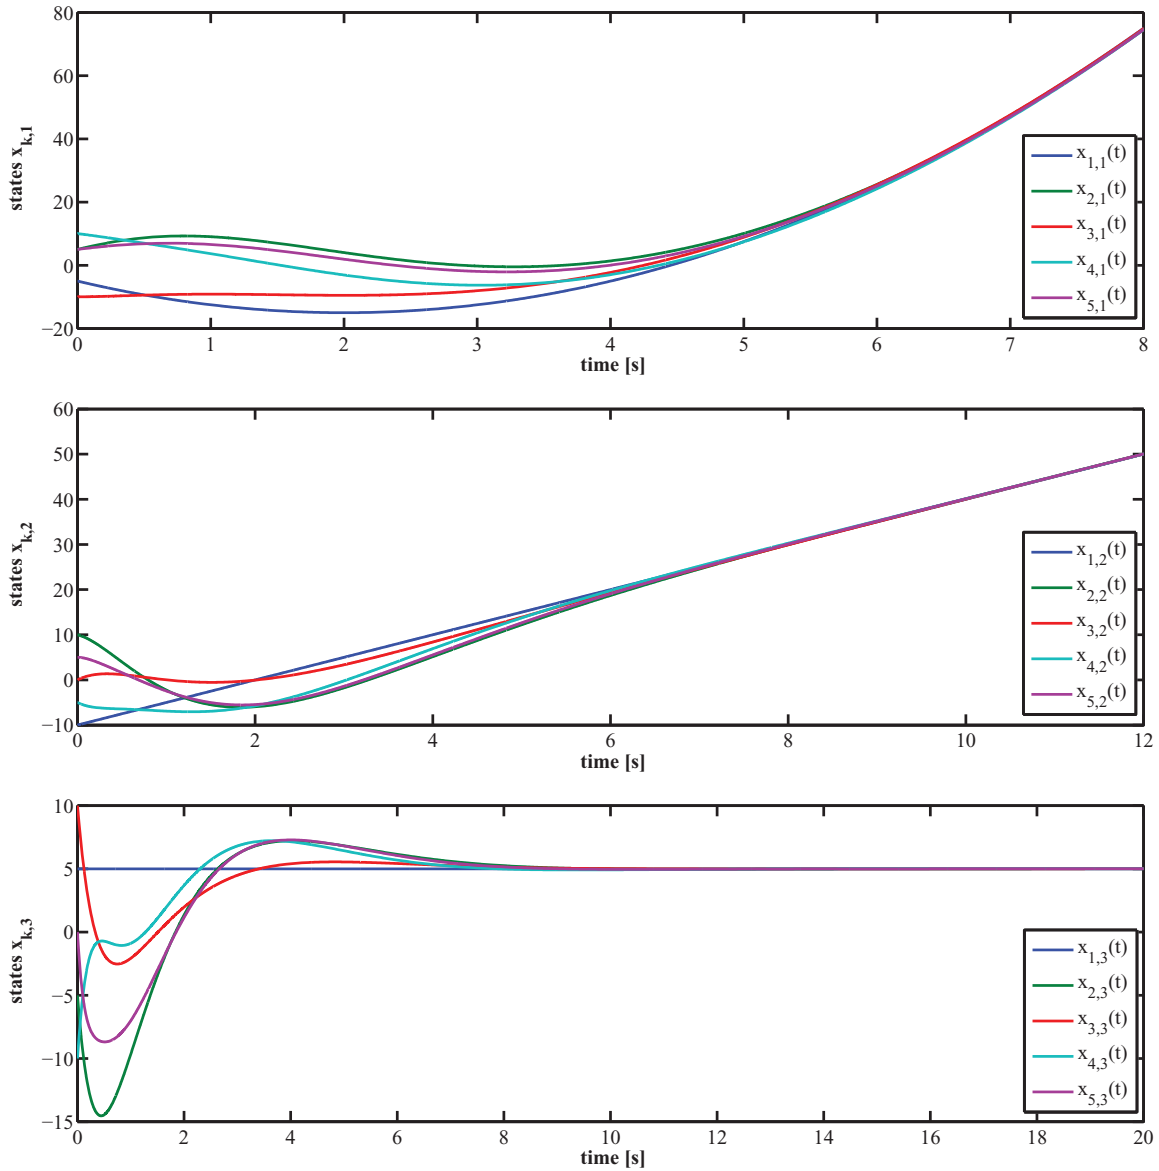 80
60
40
20
0
−20
states x_{k,1}
0 1 2 3 4 5 6 7 8
time [s]
x_{1,1}(t)
x_{2,1}(t)
x_{3,1}(t)
x_{4,1}(t)
x_{5,1}(t)
60
50
40
30
20
10
0
−10
states x_{k,2}
0 2 4 6 8 10 12
time [s]
x_{1,2}(t)
x_{2,2}(t)
x_{3,2}(t)
x_{4,2}(t)
x_{5,2}(t)
10
5
0
−5
−10
−15
states x_{k,3}
0 2 4 6 8 10 12 14 16 18 20
time [s]
x_{1,3}(t)
x_{2,3}(t)
x_{3,3}(t)
x_{4,3}(t)
x_{5,3}(t)